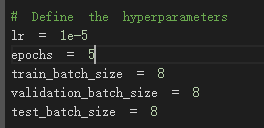 # Define the hyperparameters
lr = 1e-5
epochs = 5
train_batch_size = 8
validation_batch_size = 8
test_batch_size = 8